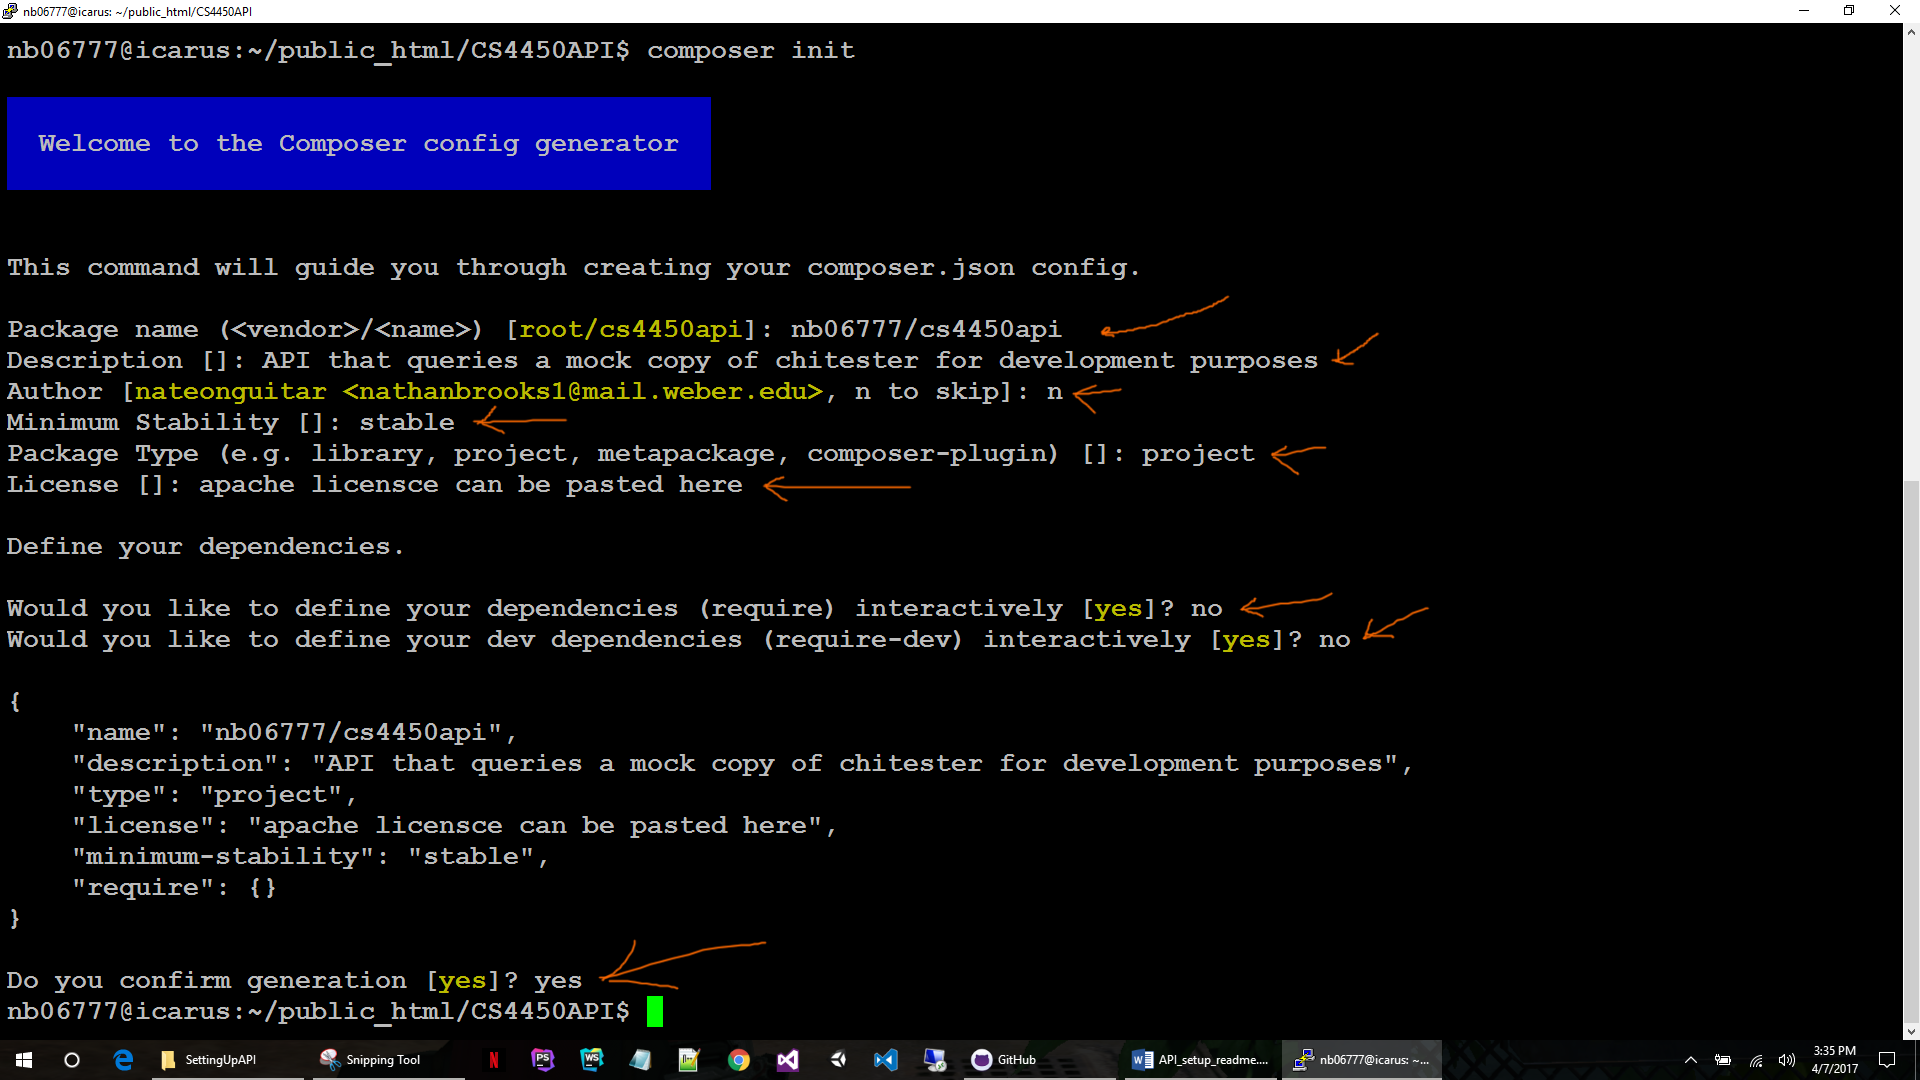 nb06777@icarus: ~/public_html/CS4450API
nb06777@icarus:~/public_html/CS4450API$ composer init
Welcome to the Composer config generator
This command will guide you through creating your composer.json config.
Package name (<vendor>/<name>) [root/cs4450api]: nb06777/cs4450api
Description []: API that queries a mock copy of chitester for development purposes
Author [nateonguitar <nathanbrooks1@mail.weber.edu>, n to skip]: n
Minimum Stability []: stable
Package Type (e.g. library, project, metapackage, composer-plugin) []: project
License []: apache licensce can be pasted here
Define your dependencies.
Would you like to define your dependencies (require) interactively [yes]? no
Would you like to define your dev dependencies (require-dev) interactively [yes]? no
{
    "name": "nb06777/cs4450api",
    "description": "API that queries a mock copy of chitester for development purposes",
    "type": "project",
    "license": "apache licensce can be pasted here",
    "minimum-stability": "stable",
    "require": {}
}
Do you confirm generation [yes]? yes
nb06777@icarus:~/public_html/CS4450API$
SettingUpAPI
Snipping Tool
N
PS
WS
GitHub
API_setup_readme....
nb06777@icarus: ~...
3:35 PM
4/7/2017